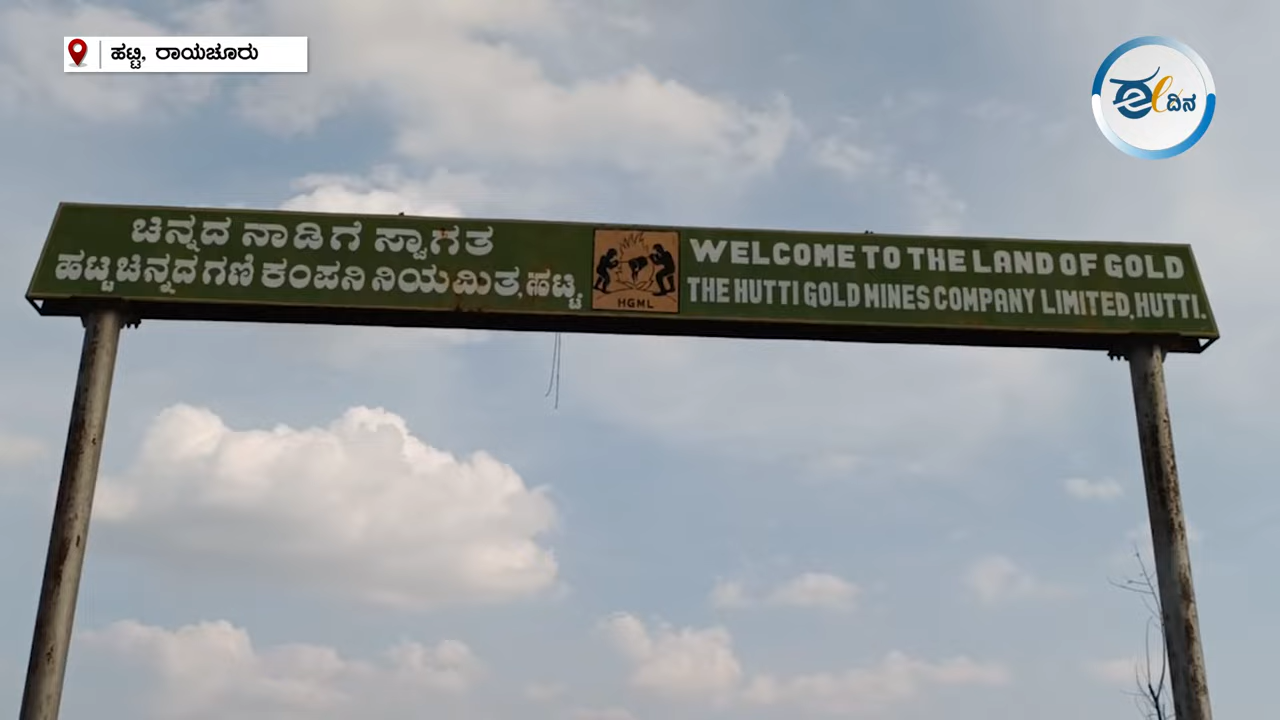 ಹಟ್ಟಿ, ರಾಯಚೂರು
ಈ ದಿನ
ಚಿನ್ನದ ನಾಡಿಗೆ ಸ್ವಾಗತ
ಹಟ್ಟಿ ಚಿನ್ನದ ಗಣಿ ಕಂಪನಿ ನಿಯಮಿತ, ಹಟ್ಟಿ
HGML
WELCOME TO THE LAND OF GOLD
THE HUTTI GOLD MINES COMPANY LIMITED, HUTTI.